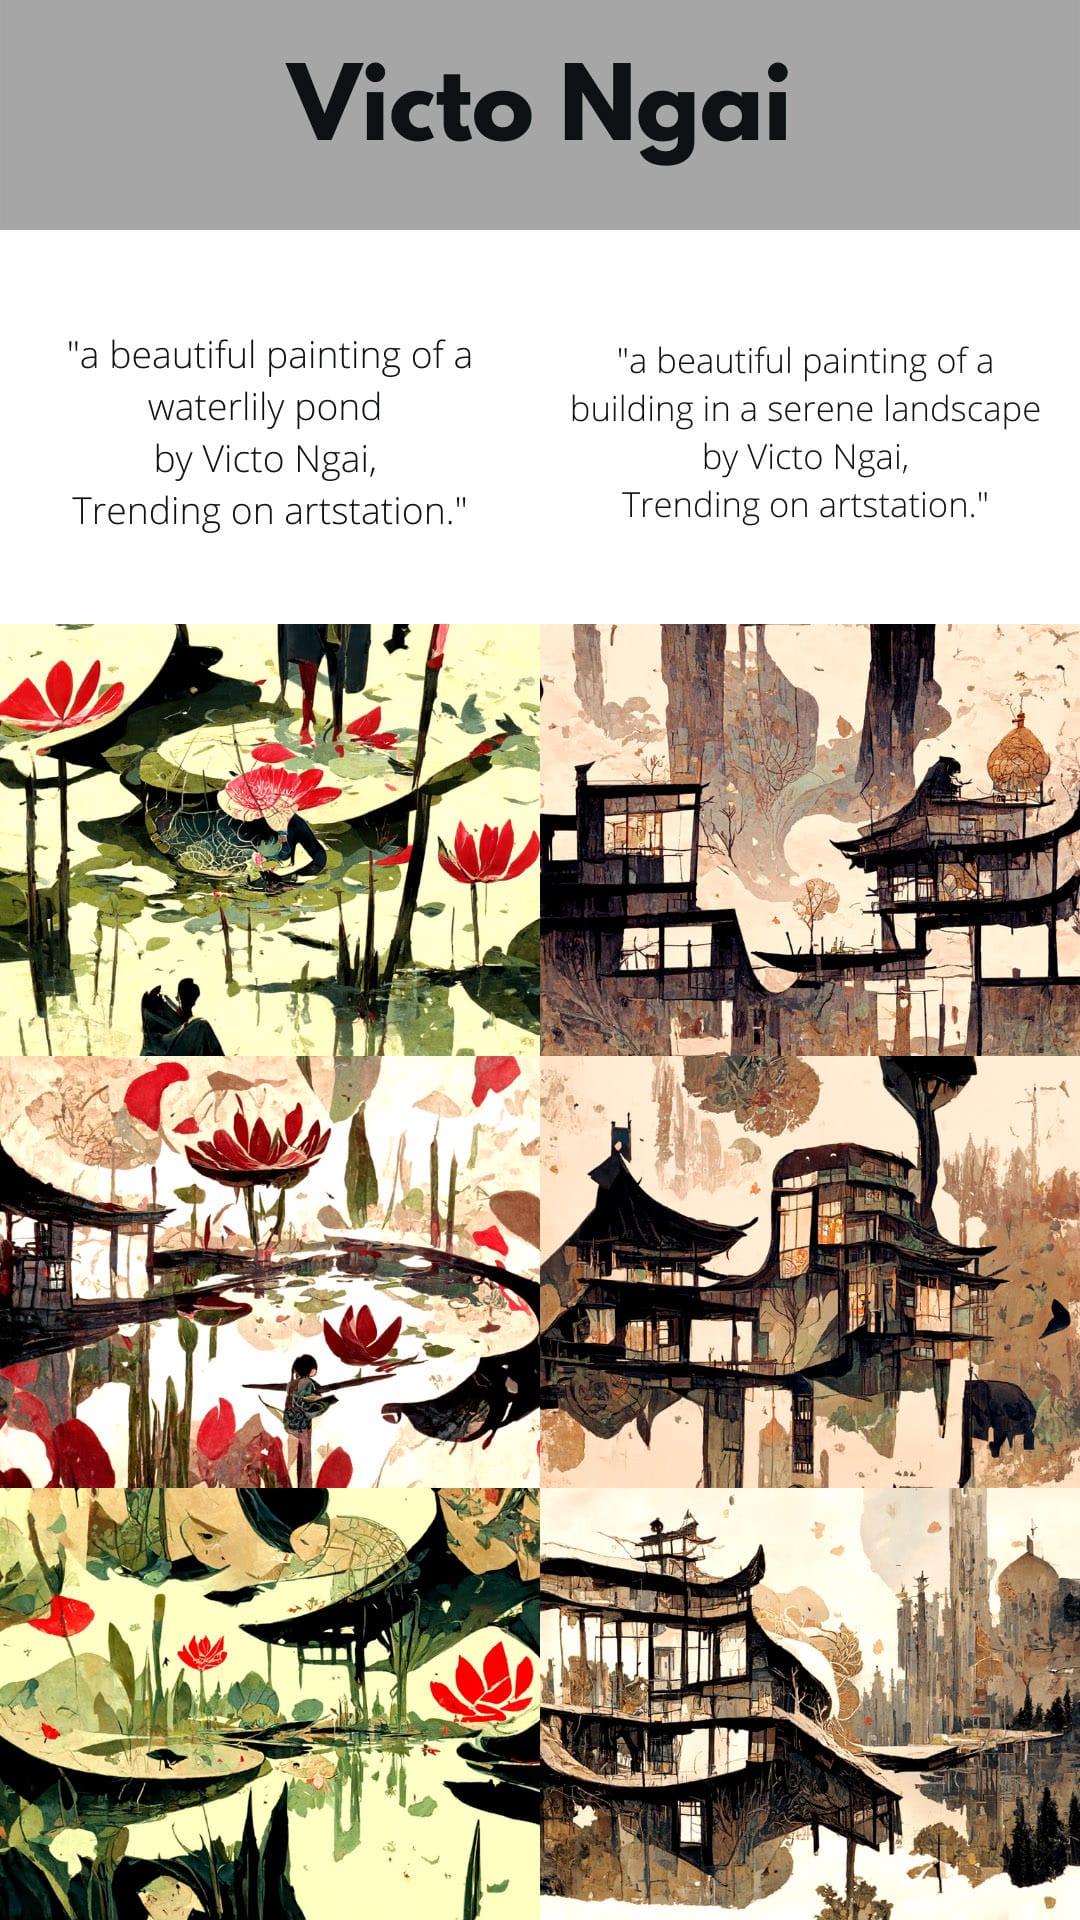 Victo Ngai
"a beautiful painting of a
waterlily pond
by Victo Ngai,
Trending on artstation."
"a beautiful painting of a
building in a serene landscape
by Victo Ngai,
Trending on artstation."